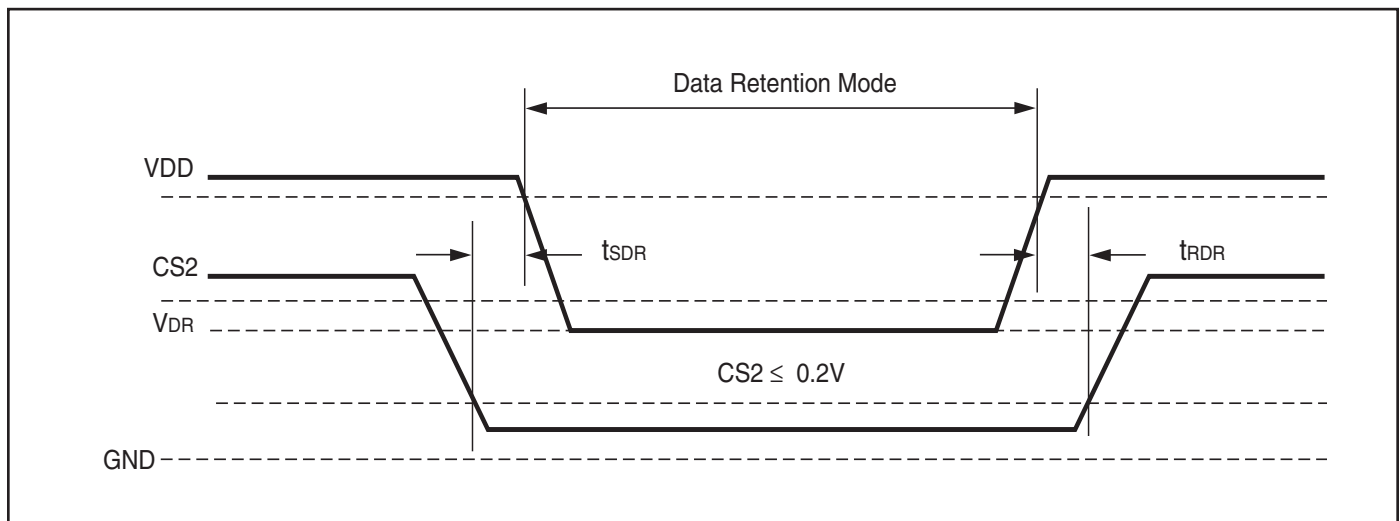 Data Retention Mode
VDD
tSDR
tRDR
CS2
VDR
CS2 ≤ 0.2V
GND